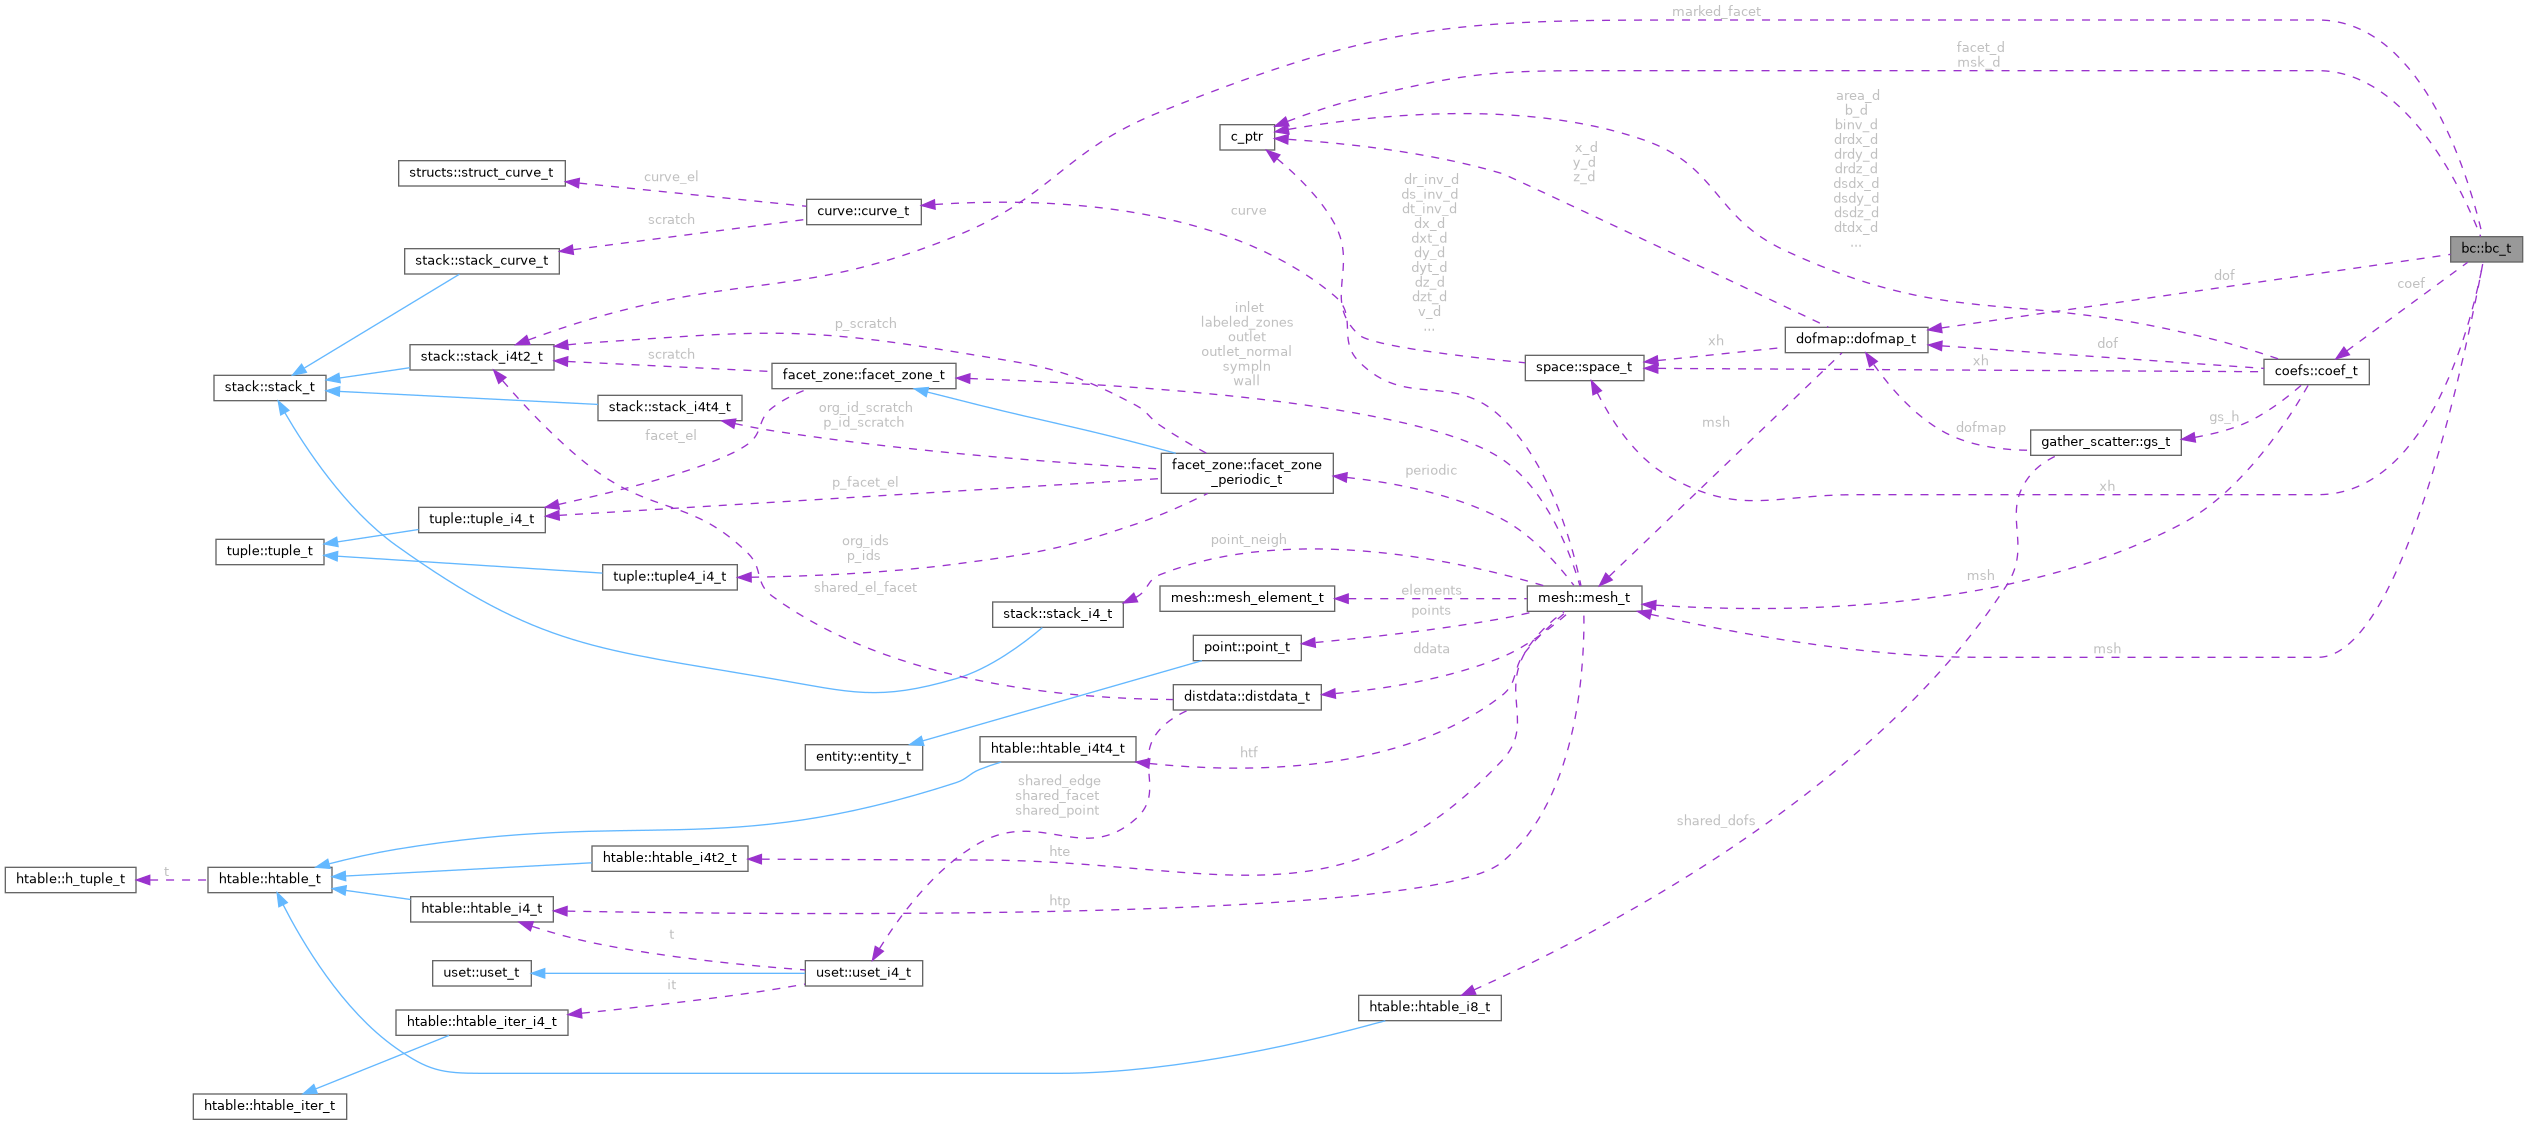 marked_facet
facet_d
msk_d
area_d
b_d
binv_d
drdx_d
drdy_d
drdz_d
dsdx_d
dsdy_d
dsdz_d
dtdx_d
...
c_ptr
x_d
y_d
z_d
structs::struct_curve_t
curve_el
dr_inv_d
ds_inv_d
dt_inv_d
dx_d
dxt_d
dy_d
dyt_d
dz_d
dzt_d
v_d
...
curve::curve_t
curve
scratch
bc::bc_t
stack::stack_curve_t
dof
coef
inlet
labeled_zones
outlet
outlet_normal
sympln
wall
p_scratch
dofmap::dofmap_t
xh
dof
stack::stack_i4t2_t
scratch
space::space_t
xh
coefs::coef_t
facet_zone::facet_zone_t
stack::stack_t
stack::stack_i4t4_t
org_id_scratch
p_id_scratch
msh
gs_h
facet_el
dofmap
gather_scatter::gs_t
facet_zone::facet_zone
_periodic_t
periodic
p_facet_el
xh
tuple::tuple_i4_t
org_ids
p_ids
point_neigh
tuple::tuple_t
tuple::tuple4_i4_t
shared_el_facet
msh
mesh::mesh_element_t
elements
mesh::mesh_t
stack::stack_i4_t
points
point::point_t
ddata
msh
distdata::distdata_t
entity::entity_t
htable::htable_i4t4_t
htf
shared_edge
shared_facet
shared_point
shared_dofs
htable::htable_i4t2_t
hte
htable::h_tuple_t
t
htable::htable_t
htable::htable_i4_t
htp
t
uset::uset_t
uset::uset_i4_t
it
htable::htable_iter_i4_t
htable::htable_i8_t
htable::htable_iter_t